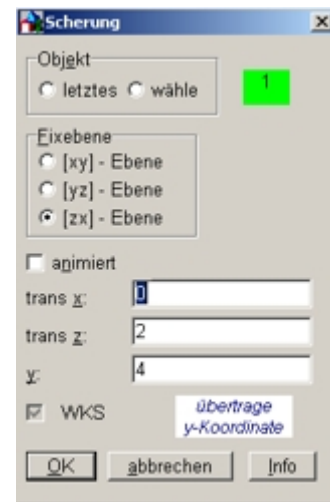 Scherung
Objekt
letztes wähle
1
Fixebene
[xy] - Ebene
[yz] - Ebene
[zx] - Ebene
animiert
trans x: 0
trans z: 2
y: 4
WKS
übertrage
y-Koordinate
OK abbrechen Info